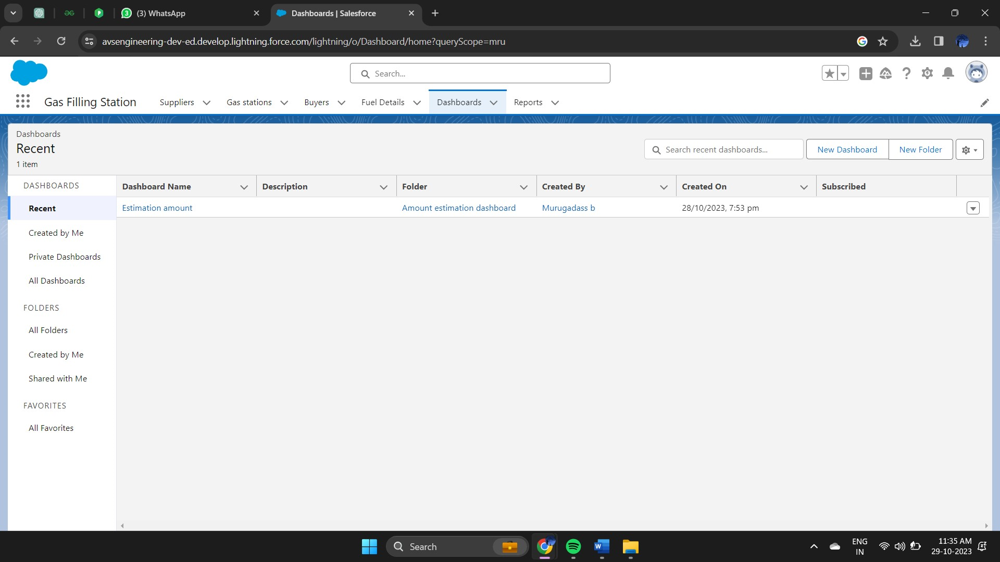 (3) WhatsApp
Dashboards | Salesforce
avsengineering-dev-ed.develop.lightning.force.com/lightning/o/Dashboard/home?queryScope=mru
Search...
Gas Filling Station
Suppliers
Gas stations
Buyers
Fuel Details
Dashboards
Reports
Dashboards
Recent
1 item
Search recent dashboards...
New Dashboard
New Folder
DASHBOARDS
Recent
Created by Me
Private Dashboards
All Dashboards
FOLDERS
All Folders
Created by Me
Shared with Me
FAVORITES
All Favorites
Dashboard Name Description Folder Created By Created On Subscribed
Estimation amount Amount estimation dashboard Murugadass b 28/10/2023, 7:53 pm
Search
ENG
IN
11:35 AM
29-10-2023